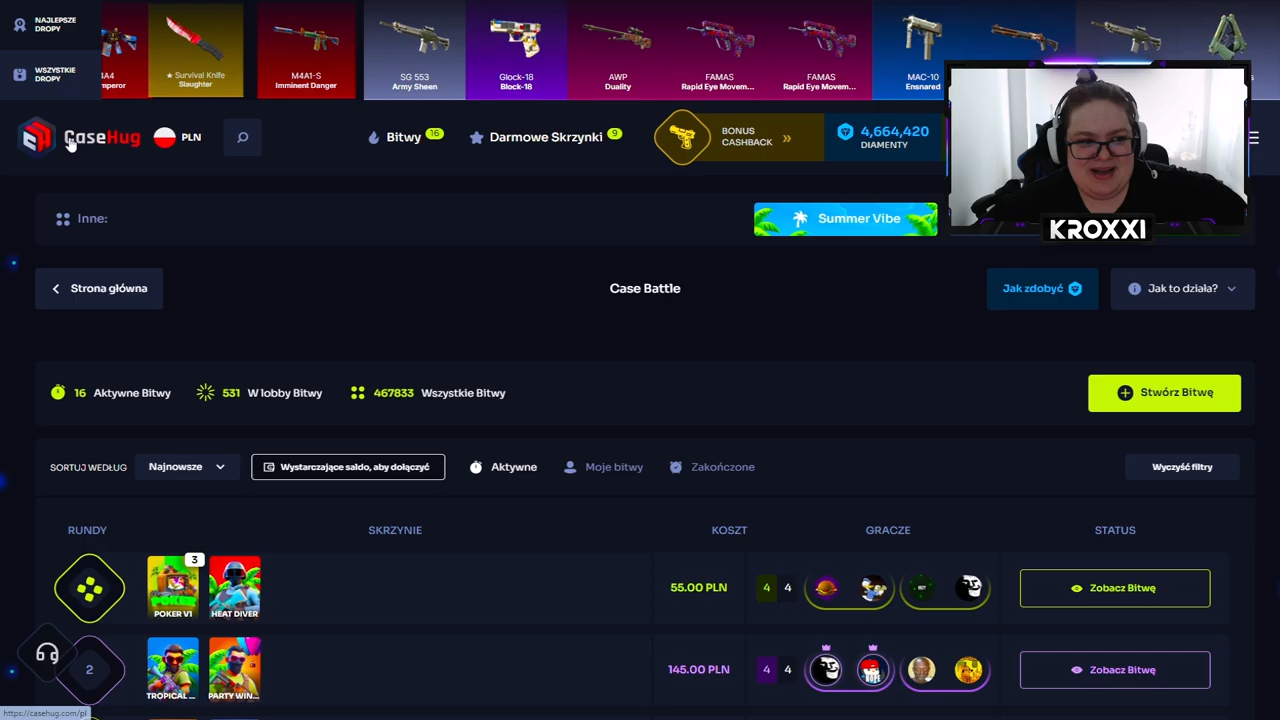 NAJLEPSZE
DROPY
WSZYSTKIE
DROPY
★ Survival Knife
Slaughter
M4A1-S
Imminent Danger
SG 553
Army Sheen
Glock-18
Block-18
AWP
Duality
FAMAS
Rapid Eye Movem...
FAMAS
Rapid Eye Movem...
MAC-10
Ensnared
CaseHug
PLN
Bitwy 16
Darmowe Skrzynki 9
BONUS
CASHBACK
4,664,420
DIAMENTY
KROXXI
Inne:
Summer Vibe
Strona główna
Case Battle
Jak zdobyć
Jak to działa?
16 Aktywne Bitwy
531 W lobby Bitwy
467833 Wszystkie Bitwy
Stwórz Bitwę
SORTUJ WEDŁUG
Najnowsze
Wystarczające saldo, aby dołączyć
Aktywne
Moje bitwy
Zakończone
Wyczyść filtry
RUNDY
SKRZYNIE
KOSZT
GRACZE
STATUS
3
POKER V1
HEAT DIVER
55.00 PLN
4 4
Zobacz Bitwę
2
TROPICAL ...
PARTY WIN...
145.00 PLN
4 4
Zobacz Bitwę
https://casehug.com/pl